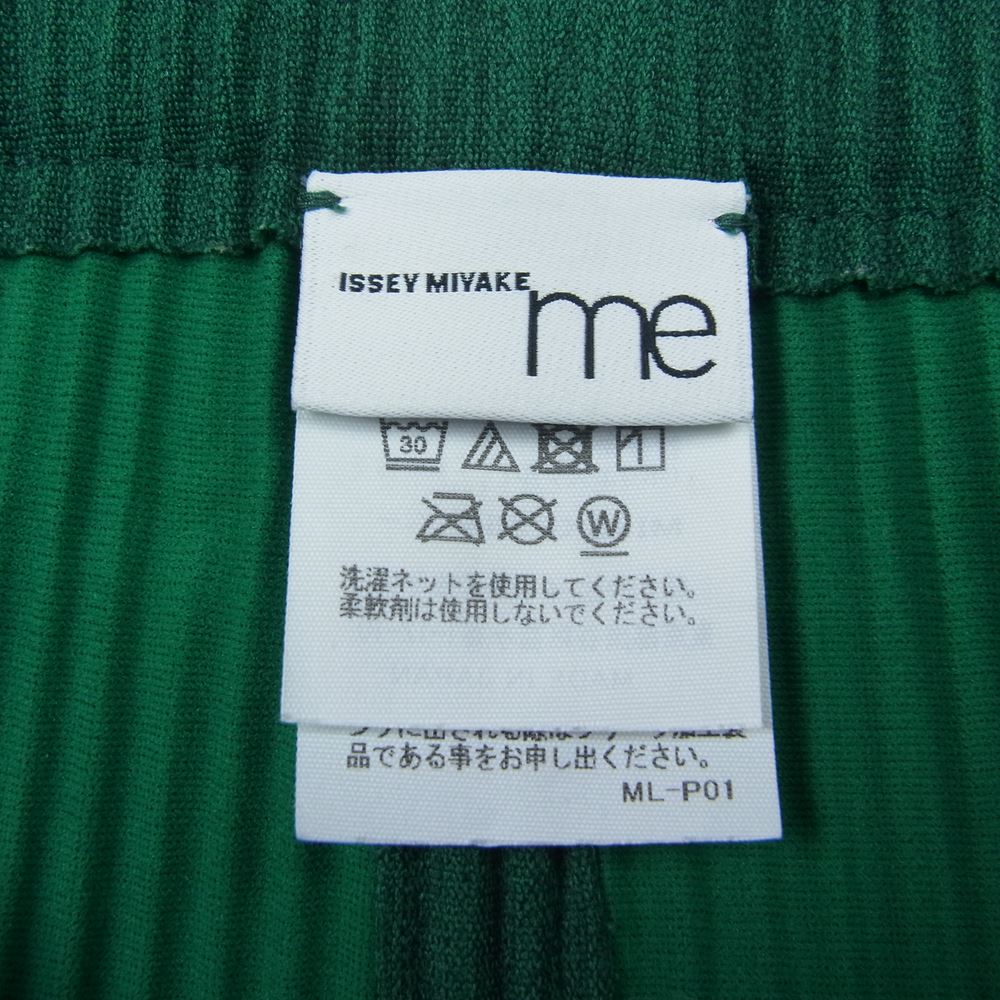 ISSEY MIYAKE
me
30
W
洗濯ネットを使用してください。
柔軟剤は使用しないでください。
品である事をお申し出ください。
ML-P01